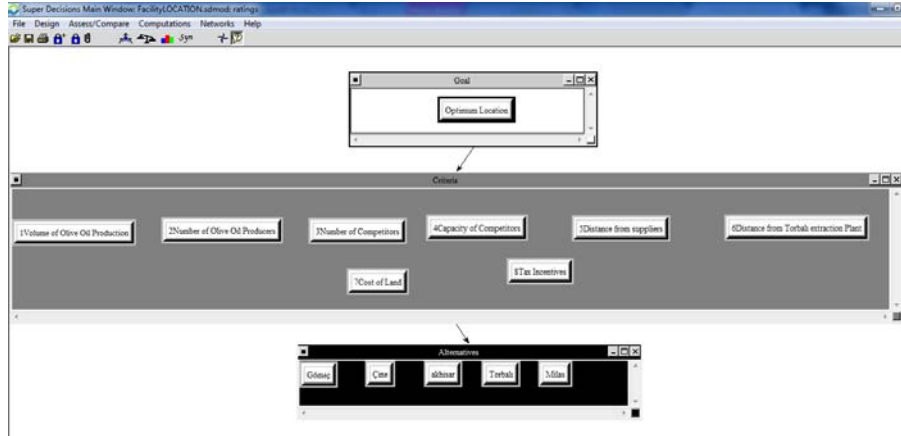 Super Decisions Main Window: FacilityLOCATION.sdmod: ratings
File Design Assess/Compare Computations Networks Help
Syn
Goal
Optimum Location
Criteria
1Volume of Olive Oil Production
2Number of Olive Oil Producers
3Number of Competitors
4Capacity of Competitors
5Distance from suppliers
6Distance from Torbalı extraction Plant
7Cost of Land
8Tax Incentives
Alternatives
Gömeç
Çine
akhisar
Torbalı
Milas